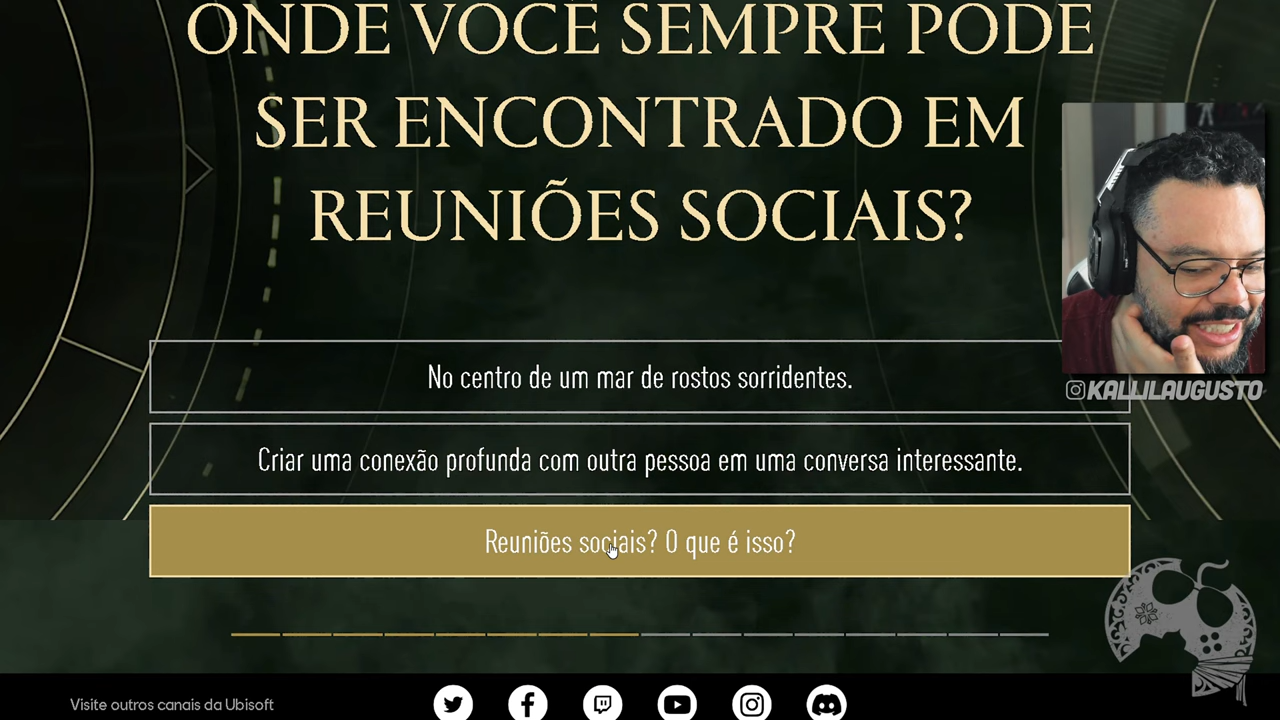 ONDE VOCÊ SEMPRE PODE
SER ENCONTRADO EM
REUNIÕES SOCIAIS?
No centro de um mar de rostos sorridentes.
KALLILAUGUSTO
Criar uma conexão profunda com outra pessoa em uma conversa interessante.
Reuniões sociais? O que é isso?
Visite outros canais da Ubisoft